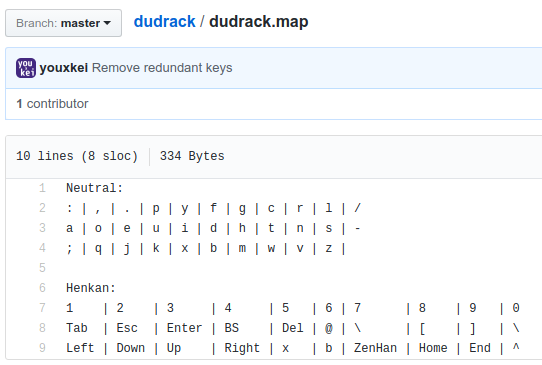 Branch: master
dudrack / dudrack.map
you kei youxkei Remove redundant keys
1 contributor
10 lines (8 sloc) 334 Bytes
1 Neutral:
2 : | , | . | p | y | f | g | c | r | l | /
3 a | o | e | u | i | d | h | t | n | s | -
4 ; | q | j | k | x | b | m | w | v | z |
5
6 Henkan:
7 1 | 2 | 3 | 4 | 5 | 6 | 7 | 8 | 9 | 0
8 Tab | Esc | Enter | BS | Del | @ | \ | [ | ] | \
9 Left | Down | Up | Right | x | b | ZenHan | Home | End | ^